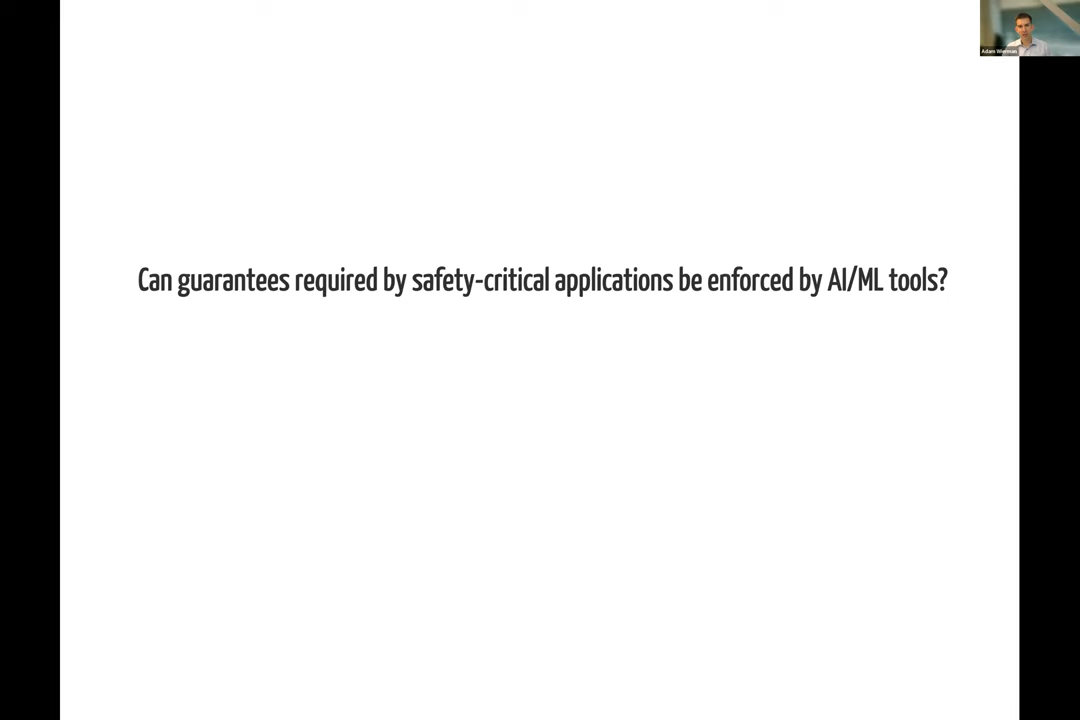 Adam Wierman
Can guarantees required by safety-critical applications be enforced by AI/ML tools?